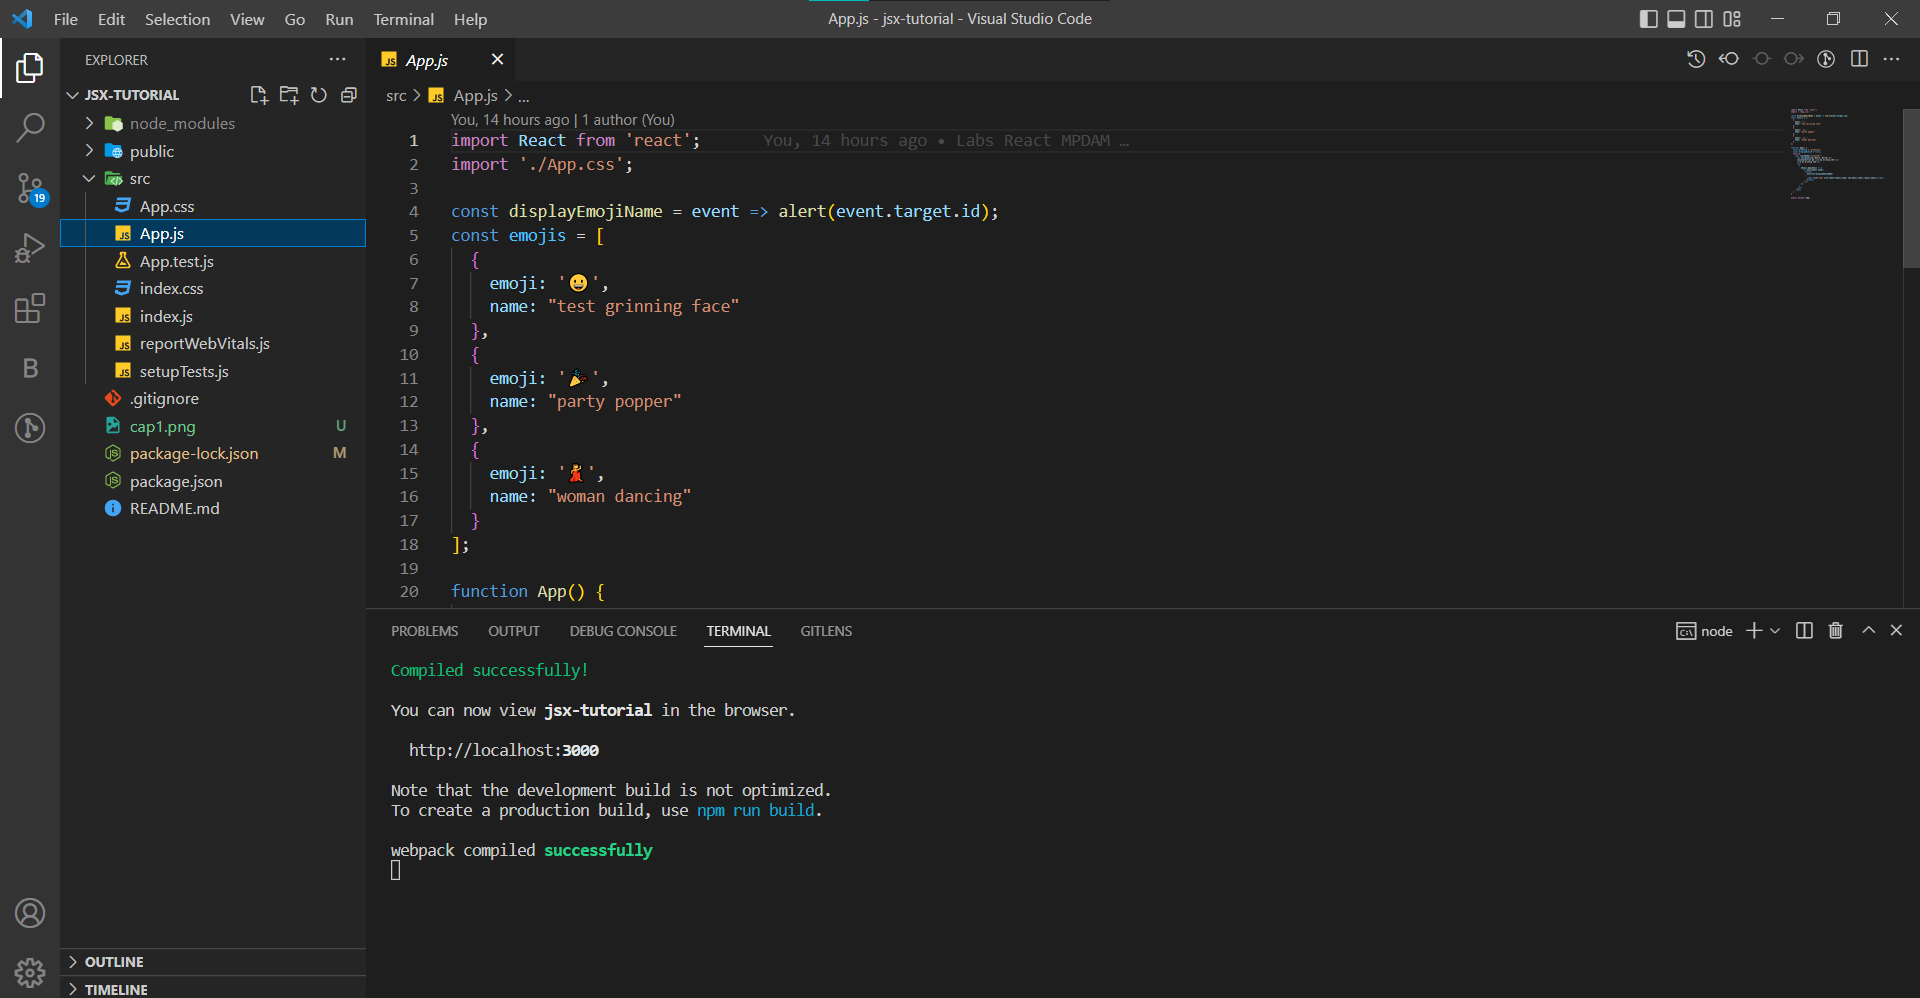 File Edit Selection View Go Run Terminal Help
App.js - jsx-tutorial - Visual Studio Code
EXPLORER
JSX-TUTORIAL
node_modules
public
src
App.css
App.js
App.test.js
index.css
index.js
reportWebVitals.js
setupTests.js
.gitignore
cap1.png U
package-lock.json M
package.json
README.md
OUTLINE
TIMELINE
19
B
JS App.js
src > JS App.js > ...
You, 14 hours ago | 1 author (You)
1 import React from 'react'; You, 14 hours ago • Labs React MPDAM …
2 import './App.css';
3
4 const displayEmojiName = event => alert(event.target.id);
5 const emojis = [
6 {
7 emoji: '😀',
8 name: "test grinning face"
9 },
10 {
11 emoji: '🎉',
12 name: "party popper"
13 },
14 {
15 emoji: '💃',
16 name: "woman dancing"
17 }
18 ];
19
20 function App() {
PROBLEMS OUTPUT DEBUG CONSOLE TERMINAL GITLENS
node
Compiled successfully!
You can now view jsx-tutorial in the browser.
http://localhost:3000
Note that the development build is not optimized.
To create a production build, use npm run build.
webpack compiled successfully